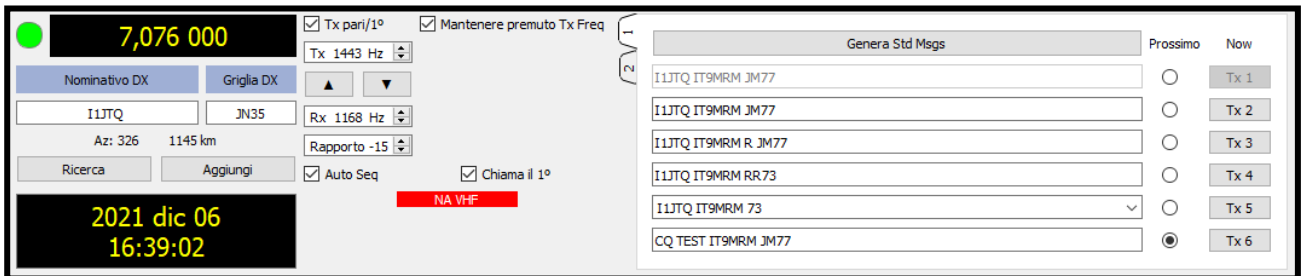 7,076 000
Tx pari/1º
Mantenere premuto Tx Freq
Tx 1443 Hz
Nominativo DX
Griglia DX
I1JTQ
JN35
Rx 1168 Hz
Az: 326
1145 km
Rapporto -15
Ricerca
Aggiungi
Auto Seq
Chiama il 1º
NA VHF
2021 dic 06
16:39:02
1
2
Genera Std Msgs
Prossimo
Now
I1JTQ IT9MRM JM77
Tx 1
I1JTQ IT9MRM JM77
Tx 2
I1JTQ IT9MRM R JM77
Tx 3
I1JTQ IT9MRM RR73
Tx 4
I1JTQ IT9MRM 73
Tx 5
CQ TEST IT9MRM JM77
Tx 6